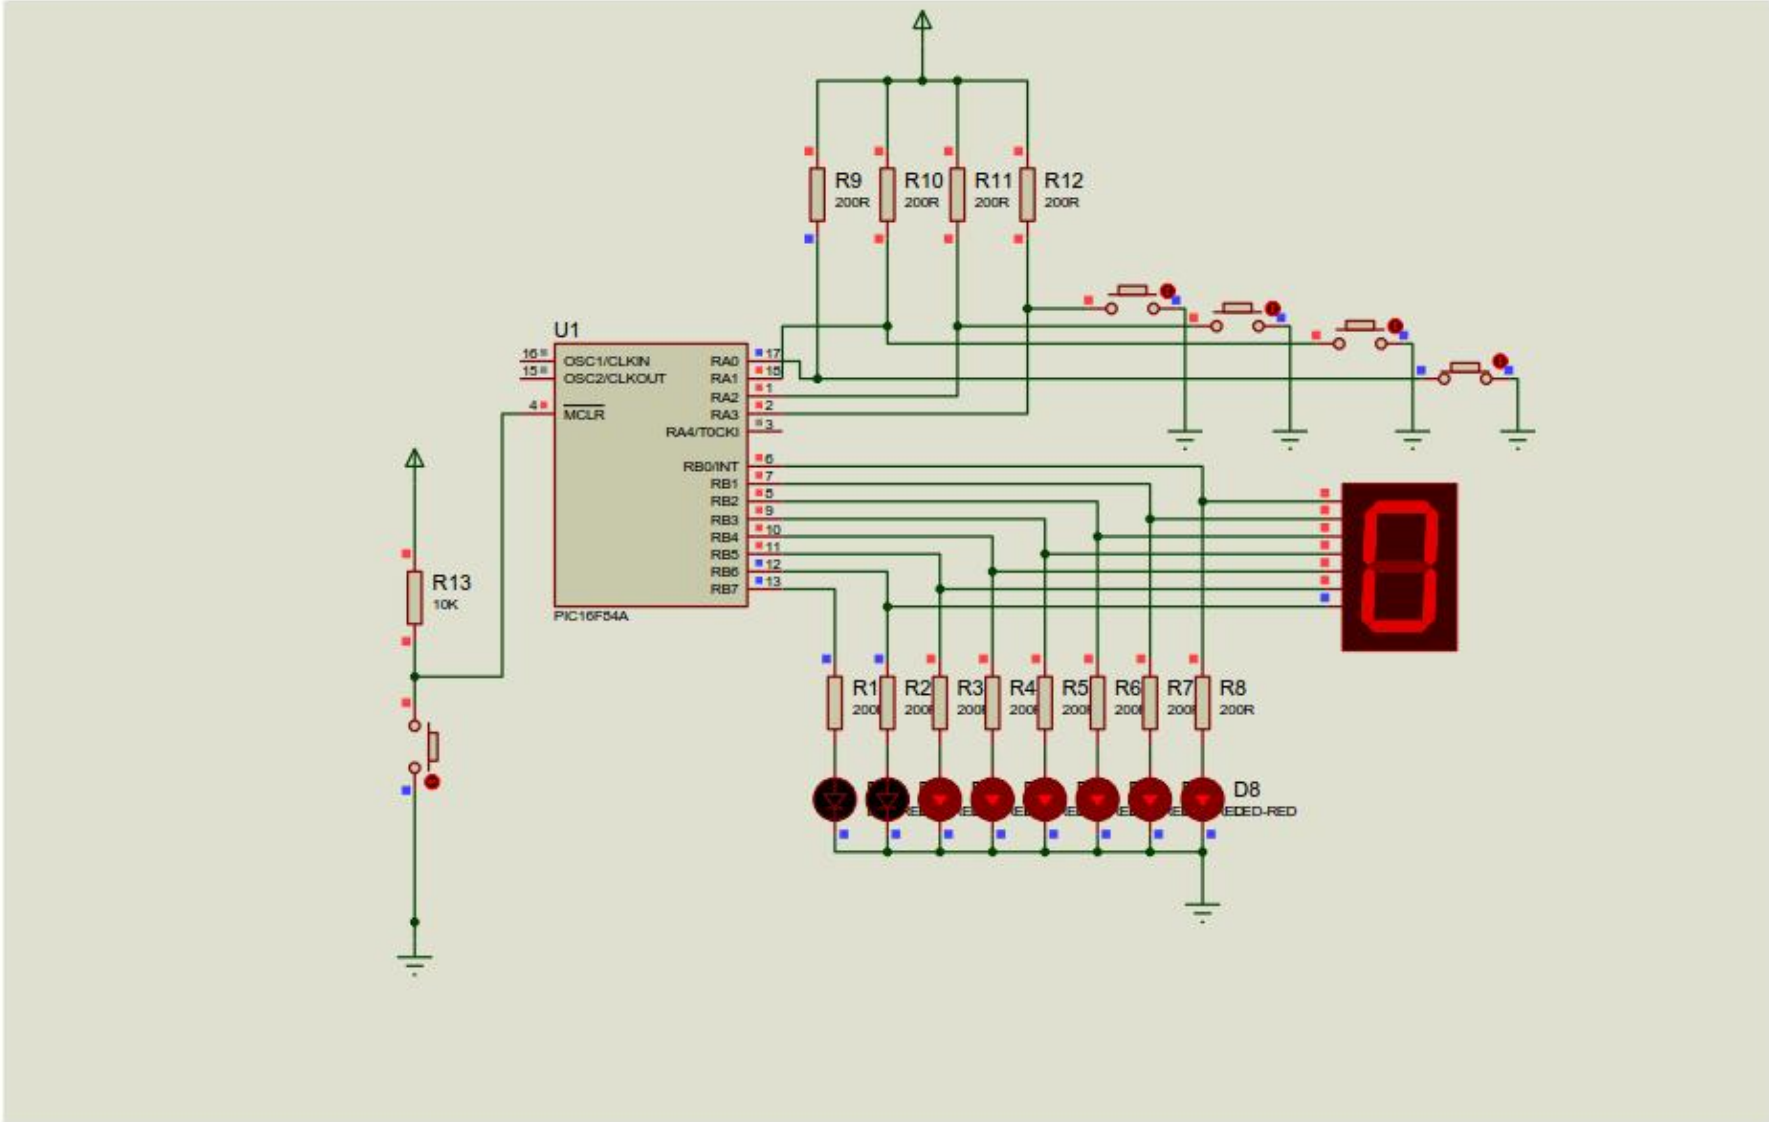 R9
200R
R10
200R
R11
200R
R12
200R
U1
16
OSC1/CLKIN
RA0
17
15
OSC2/CLKOUT
RA1
18
RA2
1
4
MCLR
RA3
2
RA4/T0CKI
3
RB0/INT
6
RB1
7
RB2
8
RB3
9
RB4
10
RB5
11
RB6
12
RB7
13
PIC16F54A
R13
10K
R1
R2
R3
R4
R5
R6
R7
R8
200R
D8
LED-RED